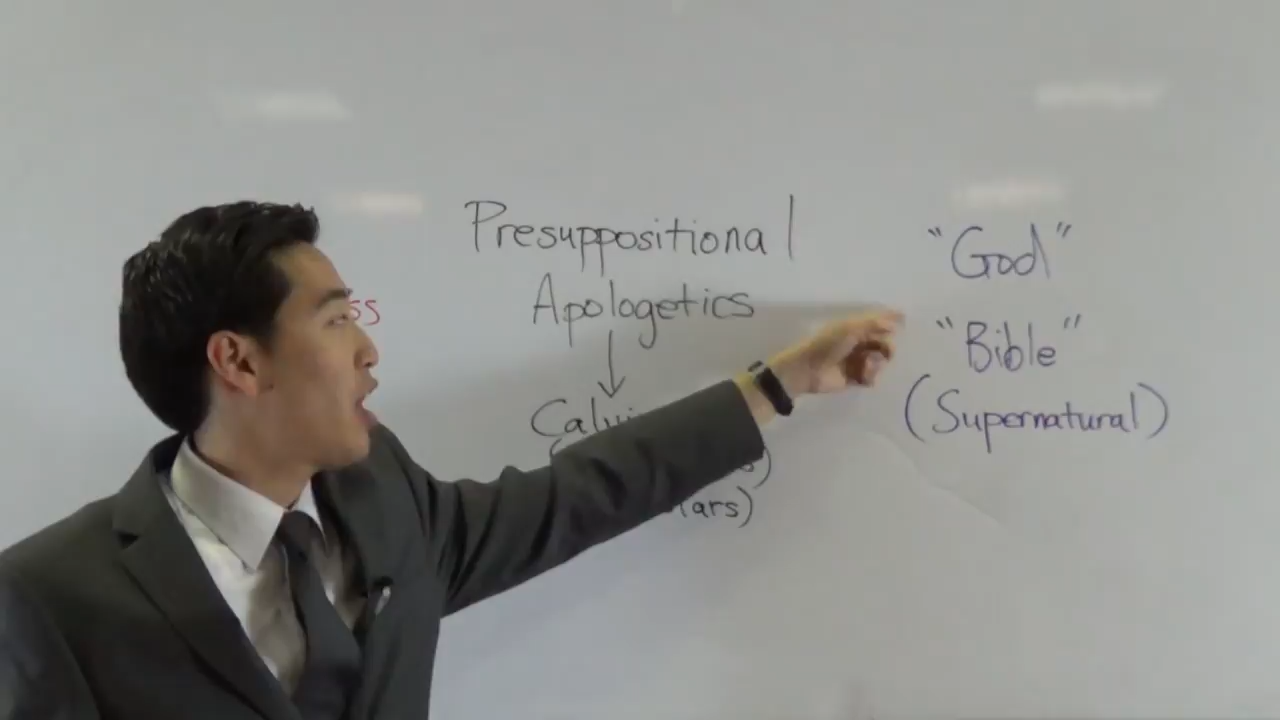 Presuppositional
Apologetics
"God"
"Bible"
(Supernatural)